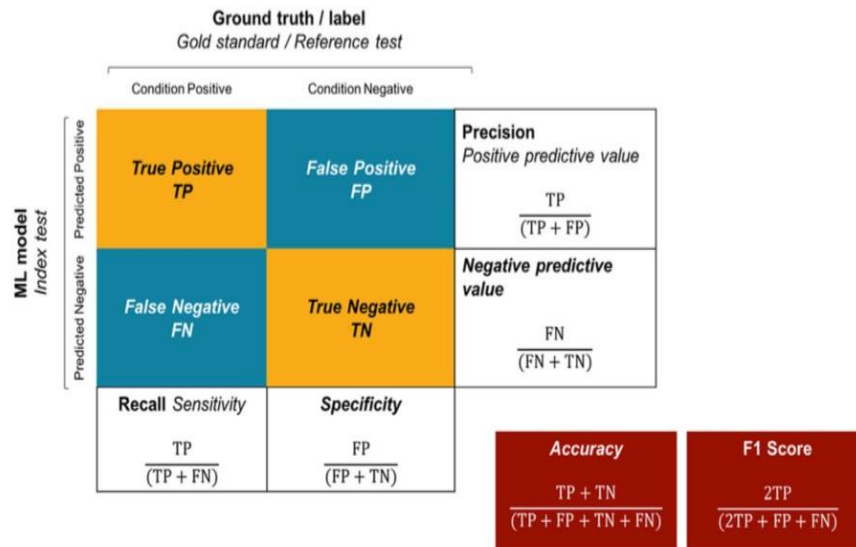 Ground truth / label
Gold standard / Reference test
Condition Positive
Condition Negative
ML model
Index test
Predicted Positive
Predicted Negative
True Positive
TP
False Positive
FP
Precision
Positive predictive value
TP
(TP + FP)
False Negative
FN
True Negative
TN
Negative predictive
value
FN
(FN + TN)
Recall Sensitivity
TP
(TP + FN)
Specificity
FP
(FP + TN)
Accuracy
TP + TN
(TP + FP + TN + FN)
F1 Score
2TP
(2TP + FP + FN)